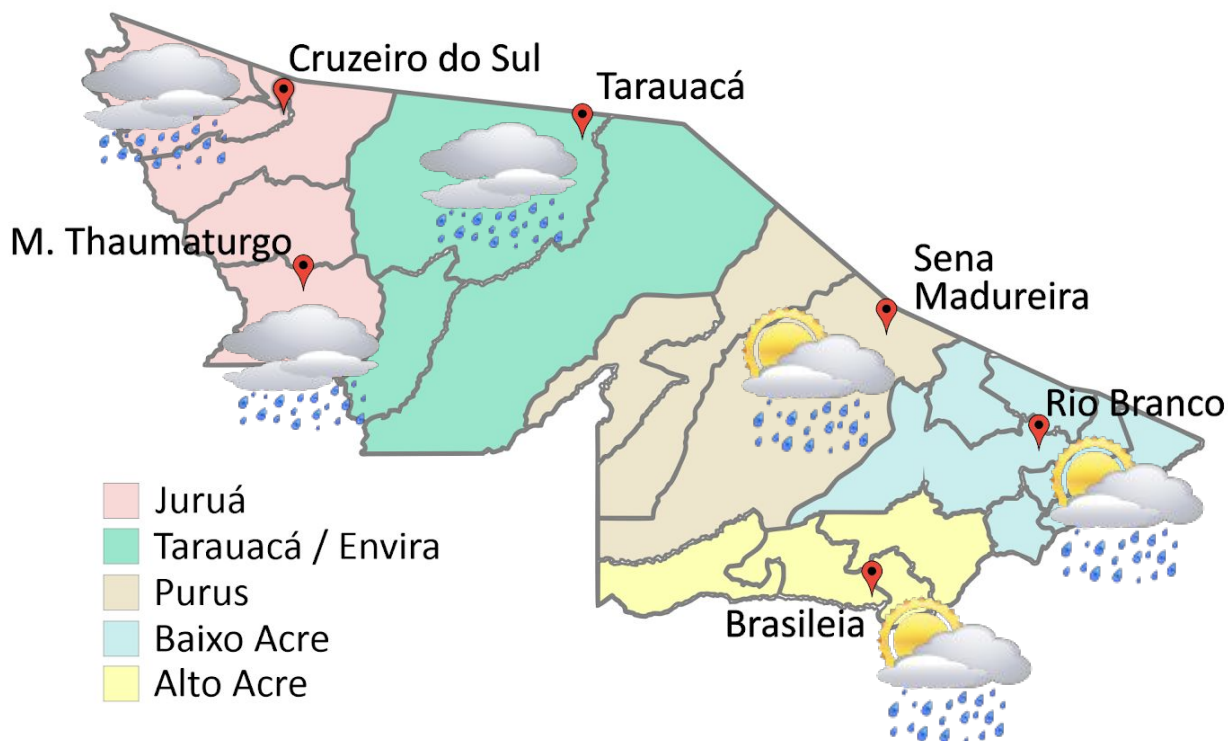 Cruzeiro do Sul
Tarauacá
M. Thaumaturgo
Sena
Madureira
Rio Branco
Brasileia
Juruá
Tarauacá / Envira
Purus
Baixo Acre
Alto Acre